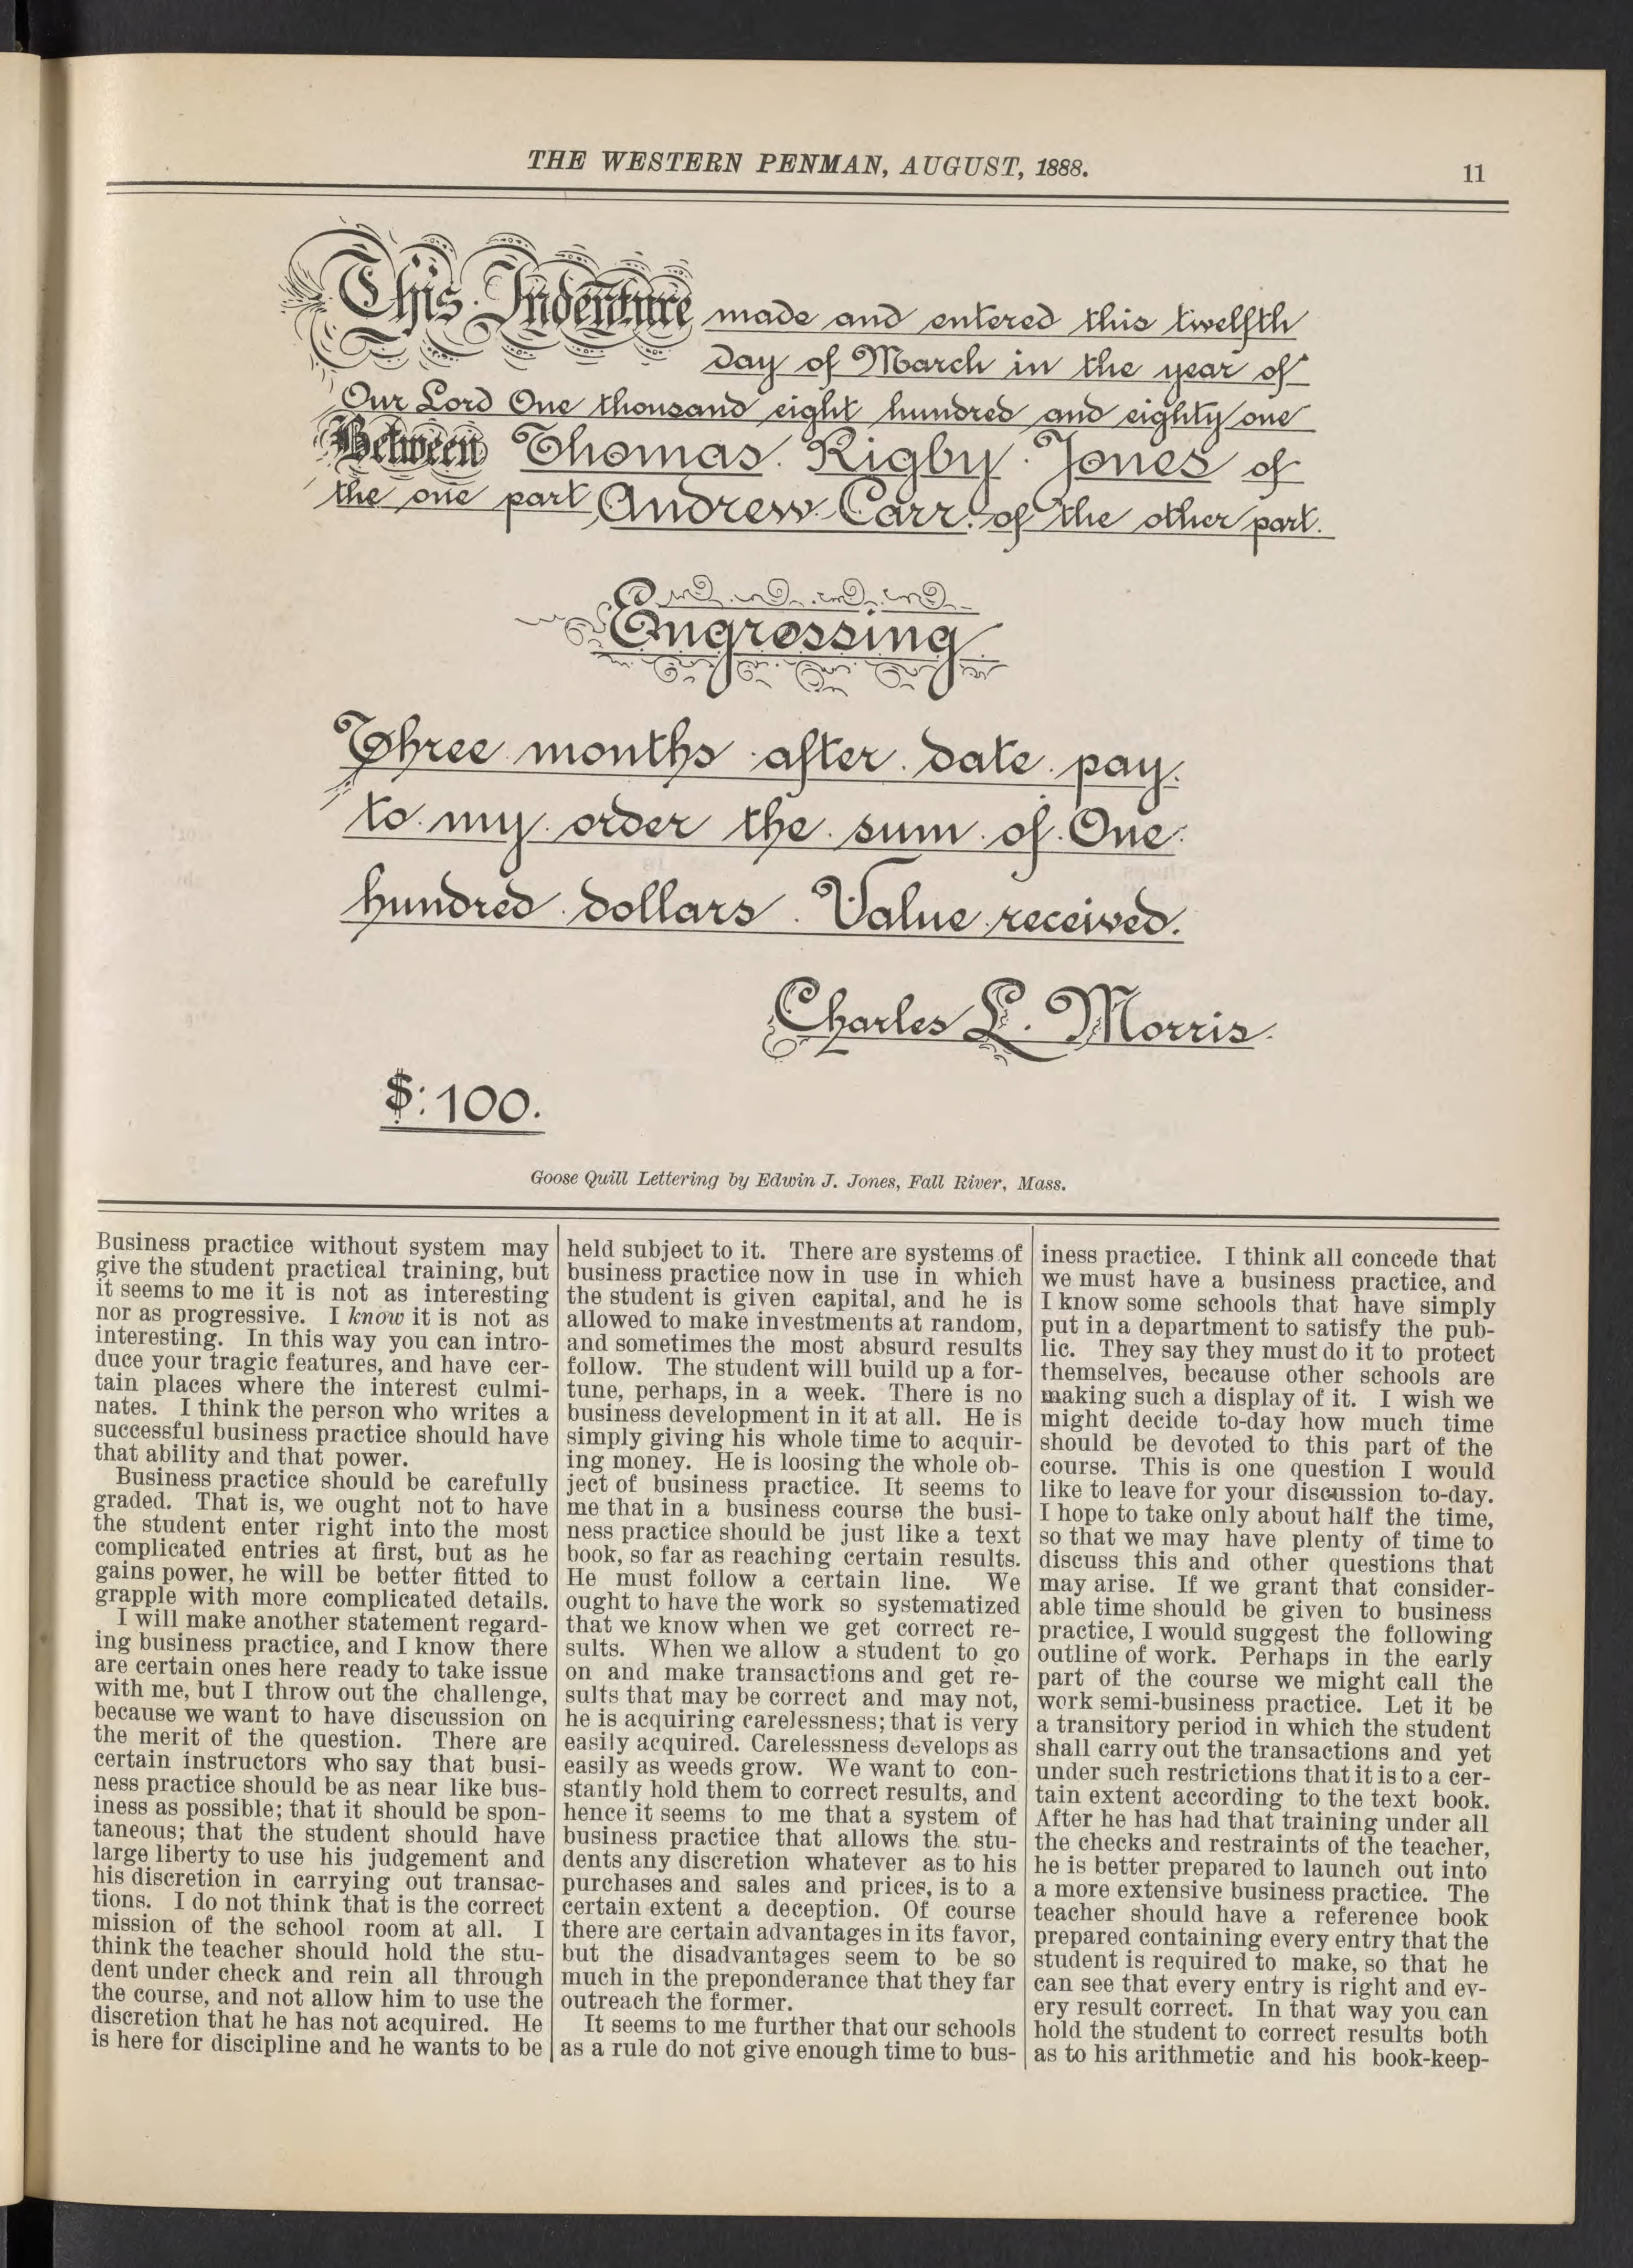 THE WESTERN PENMAN, AUGUST, 1888.
11
This Indenture made and entered this twelfth
day of March in the year of
Our Lord One thousand eight hundred and eighty one
Between Thomas Rigby Jones of
the one part Andrew Carr of the other part.
Engrossing
Three months after date pay
to my order the sum of One
hundred dollars. Value received.
Charles L. Morris.
$:100.
Goose Quill Lettering by Edwin J. Jones, Fall River, Mass.
Business practice without system may
give the student practical training, but
it seems to me it is not as interesting
nor as progressive. I know it is not as
interesting. In this way you can intro-
duce your tragic features, and have cer-
tain places where the interest culmi-
nates. I think the person who writes a
successful business practice should have
that ability and that power.
Business practice should be carefully
graded. That is, we ought not to have
the student enter right into the most
complicated entries at first, but as he
gains power, he will be better fitted to
grapple with more complicated details.
I will make another statement regard-
ing business practice, and I know there
are certain ones here ready to take issue
with me, but I throw out the challenge,
because we want to have discussion on
the merit of the question. There are
certain instructors who say that busi-
ness practice should be as near like bus-
iness as possible; that it should be spon-
taneous; that the student should have
large liberty to use his judgement and
his discretion in carrying out transac-
tions. I do not think that is the correct
mission of the school room at all. I
think the teacher should hold the stu-
dent under check and rein all through
the course, and not allow him to use the
discretion that he has not acquired. He
is here for discipline and he wants to be
held subject to it. There are systems of
business practice now in use in which
the student is given capital, and he is
allowed to make investments at random,
and sometimes the most absurd results
follow. The student will build up a for-
tune, perhaps, in a week. There is no
business development in it at all. He is
simply giving his whole time to acquir-
ing money. He is loosing the whole ob-
ject of business practice. It seems to
me that in a business course the busi-
ness practice should be just like a text
book, so far as reaching certain results.
He must follow a certain line. We
ought to have the work so systematized
that we know when we get correct re-
sults. When we allow a student to go
on and make transactions and get re-
sults that may be correct and may not,
he is acquiring carelessness; that is very
easily acquired. Carelessness develops as
easily as weeds grow. We want to con-
stantly hold them to correct results, and
hence it seems to me that a system of
business practice that allows the stu-
dents any discretion whatever as to his
purchases and sales and prices, is to a
certain extent a deception. Of course
there are certain advantages in its favor,
but the disadvantages seem to be so
much in the preponderance that they far
outreach the former.
It seems to me further that our schools
as a rule do not give enough time to bus-
iness practice. I think all concede that
we must have a business practice, and
I know some schools that have simply
put in a department to satisfy the pub-
lic. They say they must do it to protect
themselves, because other schools are
making such a display of it. I wish we
might decide to-day how much time
should be devoted to this part of the
course. This is one question I would
like to leave for your discussion to-day.
I hope to take only about half the time,
so that we may have plenty of time to
discuss this and other questions that
may arise. If we grant that consider-
able time should be given to business
practice, I would suggest the following
outline of work. Perhaps in the early
part of the course we might call the
work semi-business practice. Let it be
a transitory period in which the student
shall carry out the transactions and yet
under such restrictions that it is to a cer-
tain extent according to the text book.
After he has had that training under all
the checks and restraints of the teacher,
he is better prepared to launch out into
a more extensive business practice. The
teacher should have a reference book
prepared containing every entry that the
student is required to make, so that he
can see that every entry is right and ev-
ery result correct. In that way you can
hold the student to correct results both
as to his arithmetic and his book-keep-